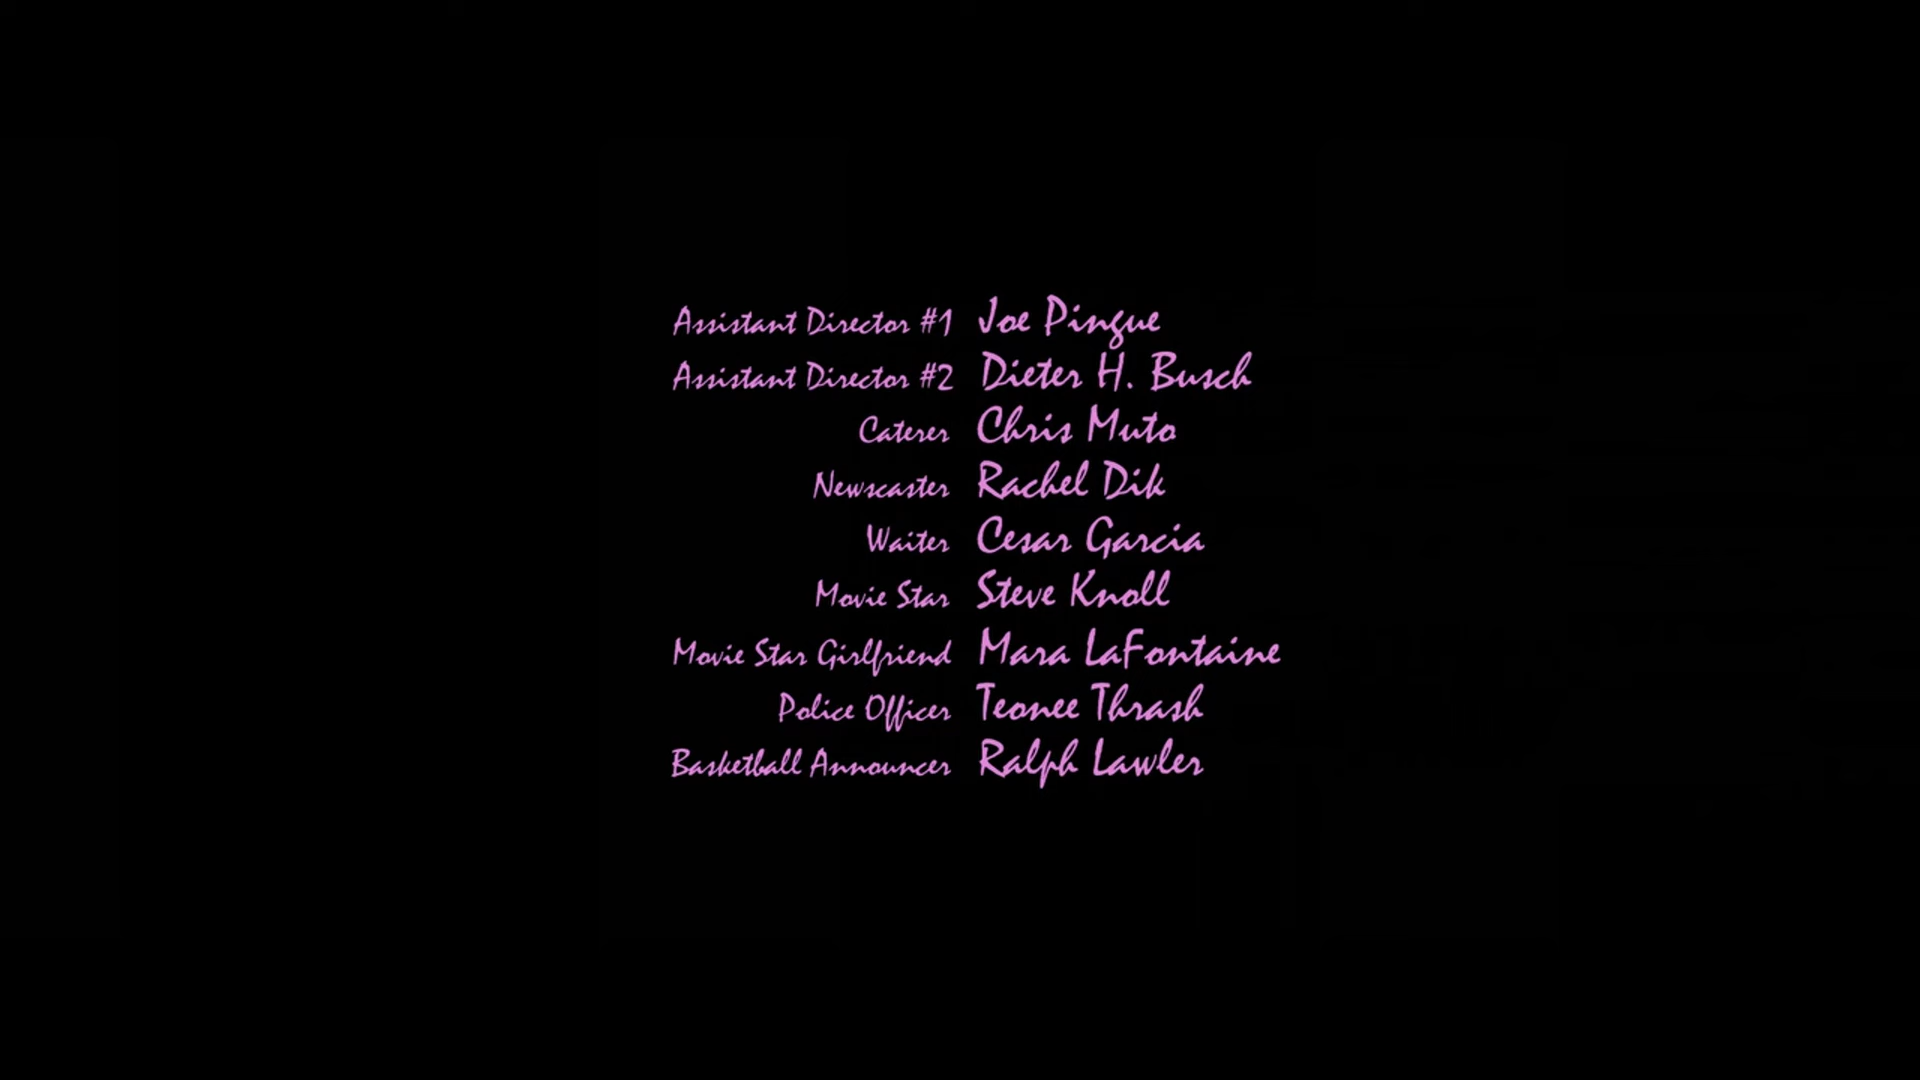 Assistant Director #1 Joe Pingue
Assistant Director #2 Dieter H. Busch
Caterer Chris Muto
Newscaster Rachel Dik
Waiter Cesar Garcia
Movie Star Steve Knoll
Movie Star Girlfriend Mara LaFontaine
Police Officer Teonee Thrash
Basketball Announcer Ralph Lawler